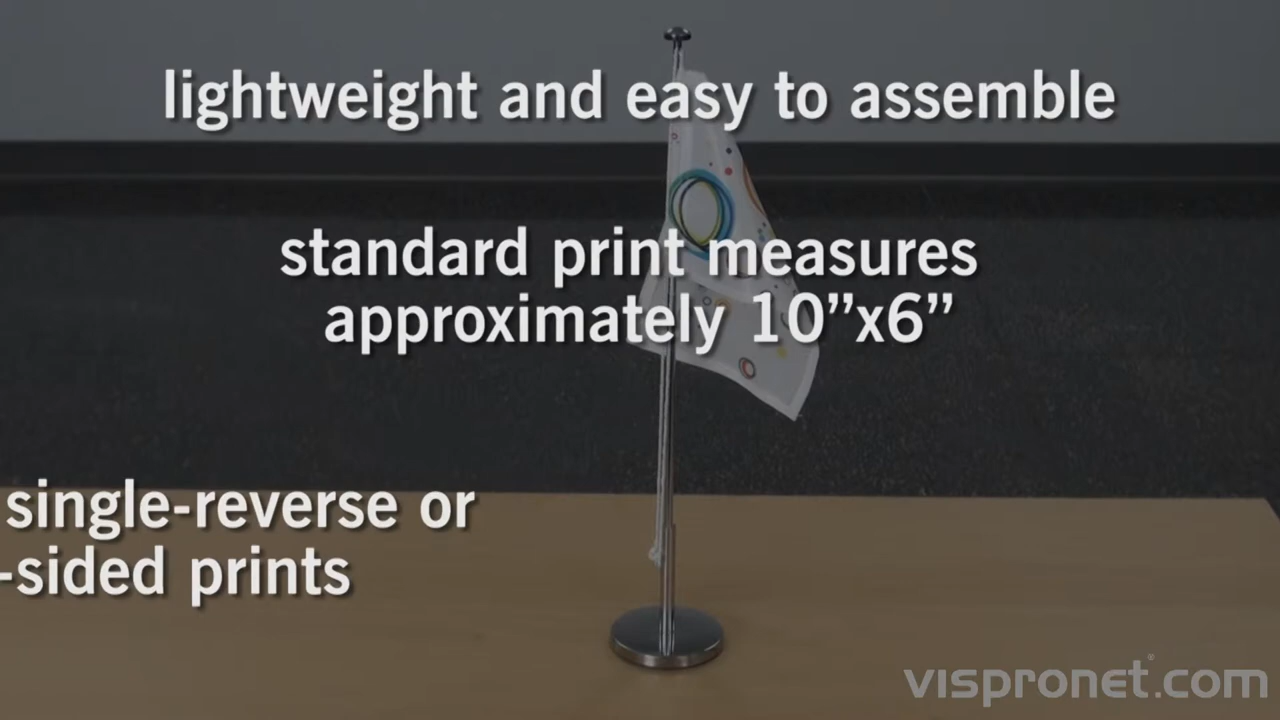 lightweight and easy to assemble
standard print measures
approximately 10”x6”
single-reverse or
-sided prints
vispronet.com®